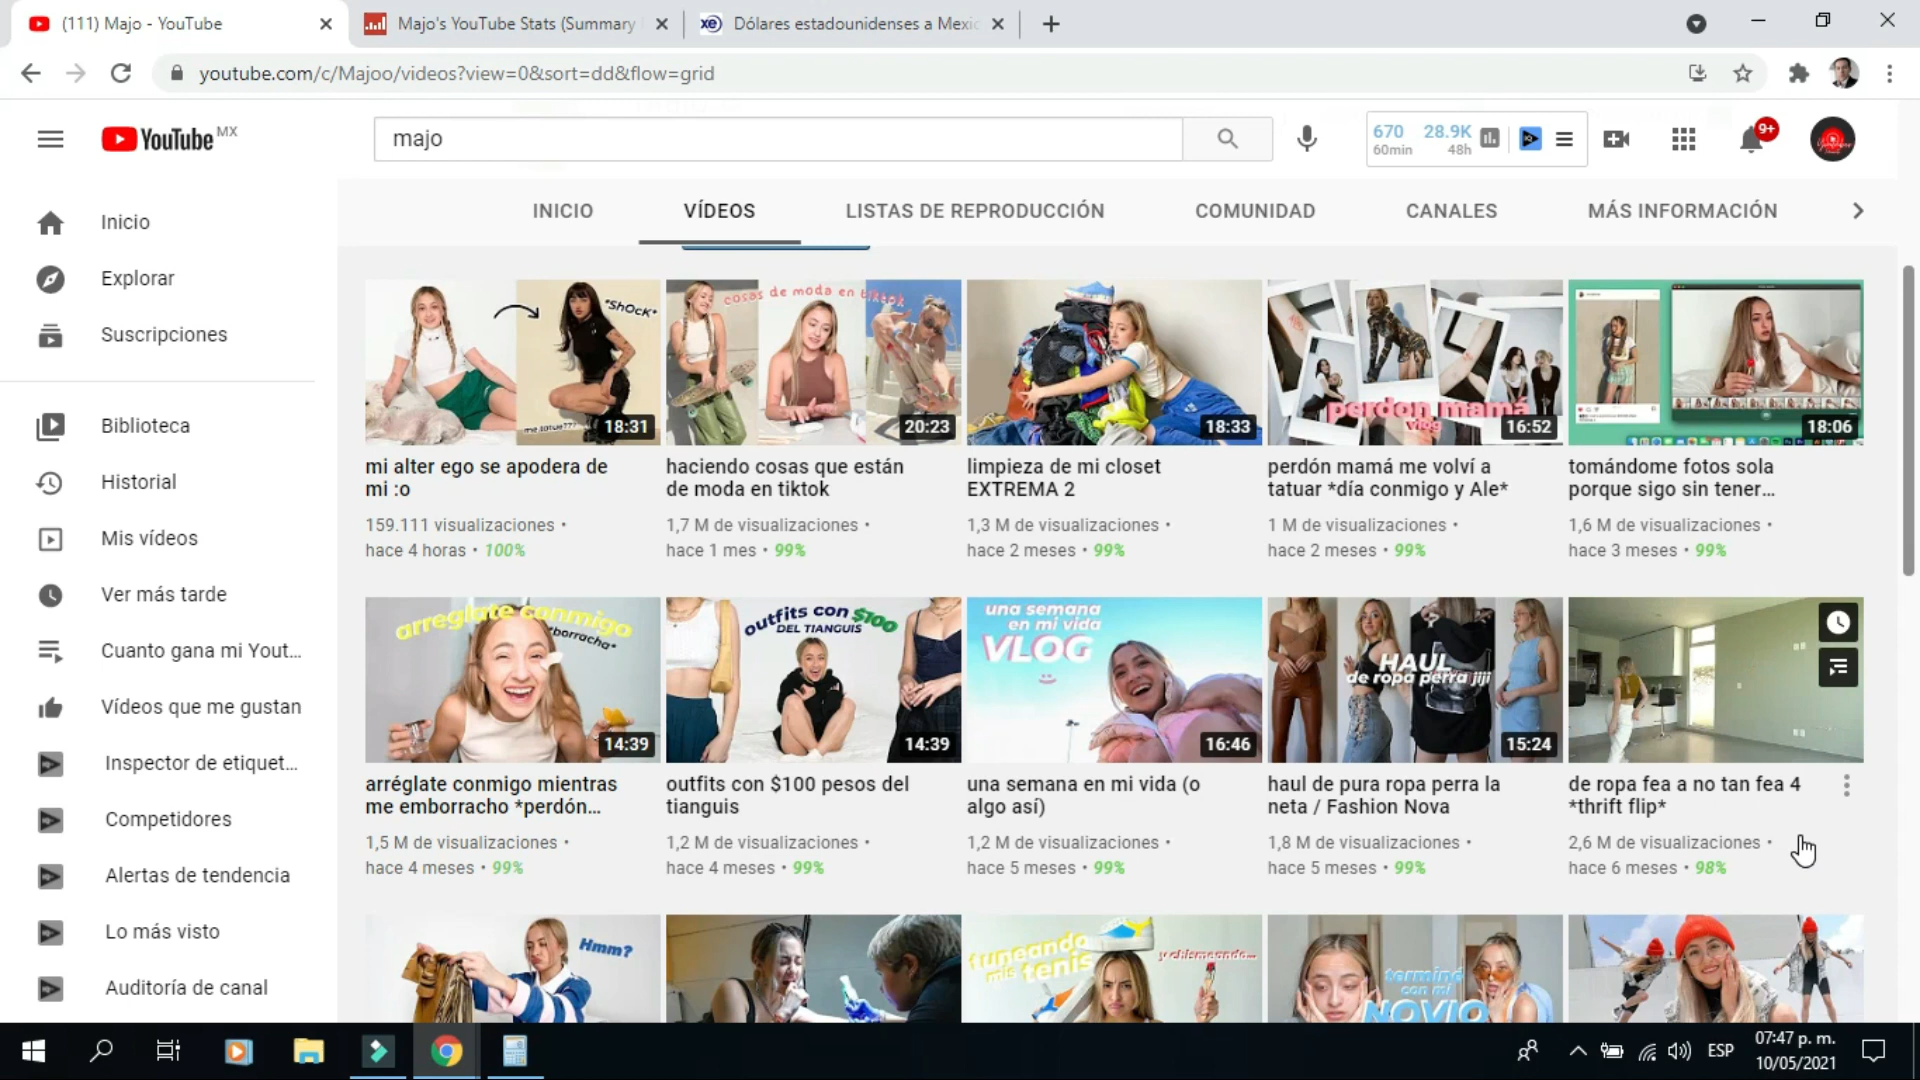 (111) Majo - YouTube
Majo's YouTube Stats (Summary
xe
Dólares estadounidenses a Mexic
youtube.com/c/Majoo/videos?view=0&sort=dd&flow=grid
YouTube MX
majo
670
60min
28.9K
48h
9+
INICIO
VÍDEOS
LISTAS DE REPRODUCCIÓN
COMUNIDAD
CANALES
MÁS INFORMACIÓN
Inicio
Explorar
Suscripciones
Biblioteca
Historial
Mis vídeos
Ver más tarde
Cuanto gana mi Yout...
Vídeos que me gustan
Inspector de etiquet...
Competidores
Alertas de tendencia
Lo más visto
Auditoría de canal
*ShOcK*
me tatue???
18:31
cosas de moda en tiktok
20:23
18:33
perdon mamá
vlog
16:52
18:06
mi alter ego se apodera de
mi :o
159.111 visualizaciones •
hace 4 horas • 100%
haciendo cosas que están
de moda en tiktok
1,7 M de visualizaciones •
hace 1 mes • 99%
limpieza de mi closet
EXTREMA 2
1,3 M de visualizaciones •
hace 2 meses • 99%
perdón mamá me volví a
tatuar *día conmigo y Ale*
1 M de visualizaciones •
hace 2 meses • 99%
tomándome fotos sola
porque sigo sin tener...
1,6 M de visualizaciones •
hace 3 meses • 99%
arreglate conmigo
*borracha*
14:39
outfits con $100
DEL TIANGUIS
14:39
una semana
en mi vida
VLOG
16:46
HAUL
de ropa perra jiji
15:24
arréglate conmigo mientras
me emborracho *perdón...
1,5 M de visualizaciones •
hace 4 meses • 99%
outfits con $100 pesos del
tianguis
1,2 M de visualizaciones •
hace 4 meses • 99%
una semana en mi vida (o
algo así)
1,2 M de visualizaciones •
hace 5 meses • 99%
haul de pura ropa perra la
neta / Fashion Nova
1,8 M de visualizaciones •
hace 5 meses • 99%
de ropa fea a no tan fea 4
*thrift flip*
2,6 M de visualizaciones •
hace 6 meses • 98%
Hmm?
tuneando
mis tenis
y chismeando...
terminé
con mi
NOVIO
ESP
07:47 p. m.
10/05/2021